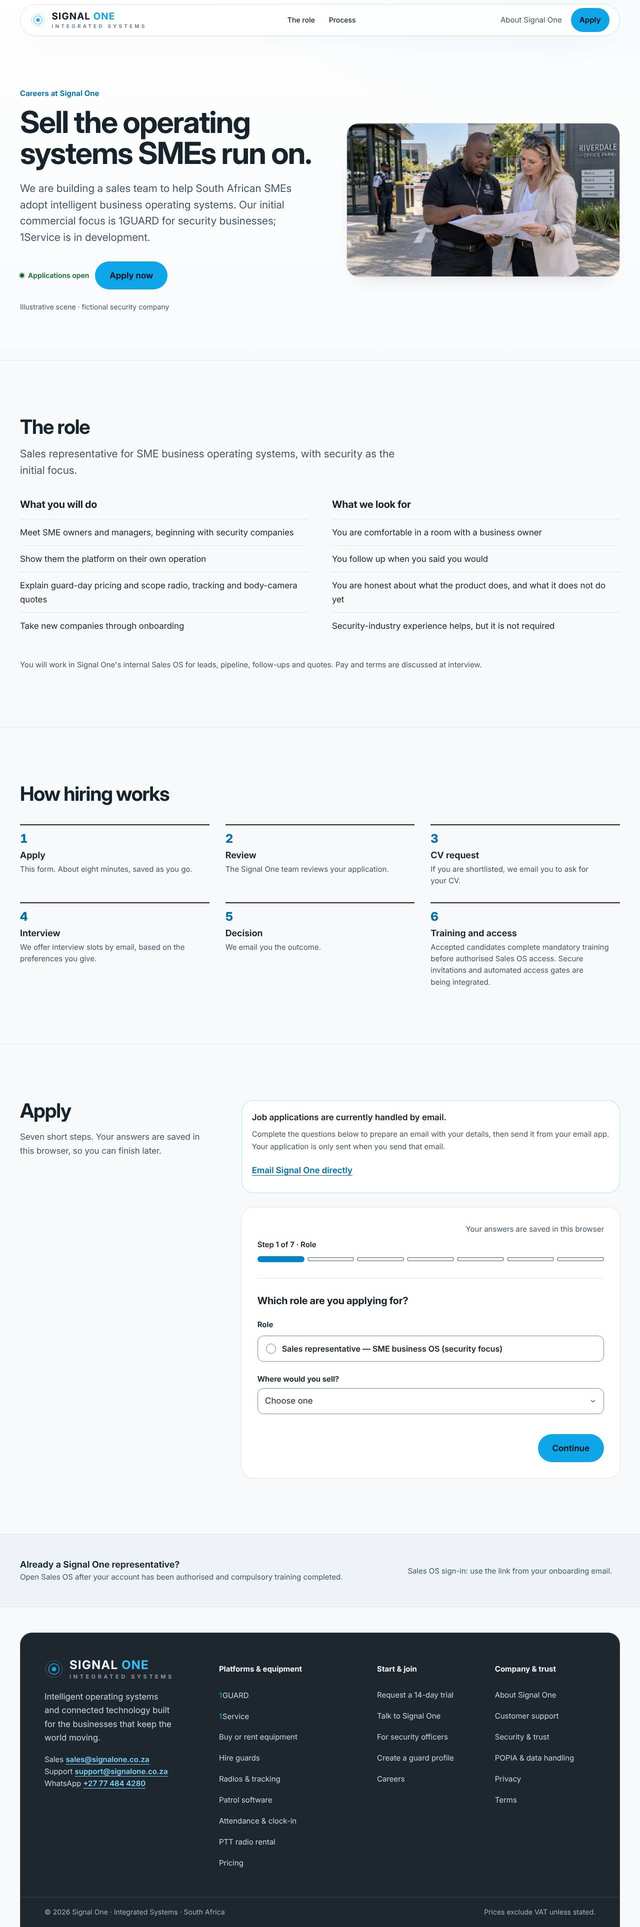 SIGNAL ONE
INTEGRATED SYSTEMS
The role
Process
About Signal One
Apply
Careers at Signal One
Sell the operating
systems SMEs run on.
We are building a sales team to help South African SMEs
adopt intelligent business operating systems. Our initial
commercial focus is 1GUARD for security businesses;
1Service is in development.
Applications open
Apply now
Illustrative scene · fictional security company
RIVERDALE
OFFICE PARK
The role
Sales representative for SME business operating systems, with security as the
initial focus.
What you will do
Meet SME owners and managers, beginning with security companies
Show them the platform on their own operation
Explain guard-day pricing and scope radio, tracking and body-camera
quotes
Take new companies through onboarding
What we look for
You are comfortable in a room with a business owner
You follow up when you said you would
You are honest about what the product does, and what it does not do
yet
Security-industry experience helps, but it is not required
You will work in Signal One's internal Sales OS for leads, pipeline, follow-ups and quotes. Pay and terms are discussed at interview.
How hiring works
1
Apply
This form. About eight minutes, saved as you go.
2
Review
The Signal One team reviews your application.
3
CV request
If you are shortlisted, we email you to ask for
your CV.
4
Interview
We offer interview slots by email, based on the
preferences you give.
5
Decision
We email you the outcome.
6
Training and access
Accepted candidates complete mandatory training
before authorised Sales OS access. Secure
invitations and automated access gates are
being integrated.
Apply
Seven short steps. Your answers are saved in
this browser, so you can finish later.
Job applications are currently handled by email.
Complete the questions below to prepare an email with your details, then send it from your email app.
Your application is only sent when you send that email.
Email Signal One directly
Your answers are saved in this browser
Step 1 of 7 · Role
Which role are you applying for?
Role
Sales representative — SME business OS (security focus)
Where would you sell?
Choose one
Continue
Already a Signal One representative?
Open Sales OS after your account has been authorised and compulsory training completed.
Sales OS sign-in: use the link from your onboarding email.
SIGNAL ONE
INTEGRATED SYSTEMS
Intelligent operating systems
and connected technology built
for the businesses that keep the
world moving.
Sales sales@signalone.co.za
Support support@signalone.co.za
WhatsApp +27 77 484 4280
Platforms & equipment
1GUARD
1Service
Buy or rent equipment
Hire guards
Radios & tracking
Patrol software
Attendance & clock-in
PTT radio rental
Pricing
Start & join
Request a 14-day trial
Talk to Signal One
For security officers
Create a guard profile
Careers
Company & trust
About Signal One
Customer support
Security & trust
POPIA & data handling
Privacy
Terms
© 2026 Signal One · Integrated Systems · South Africa
Prices exclude VAT unless stated.